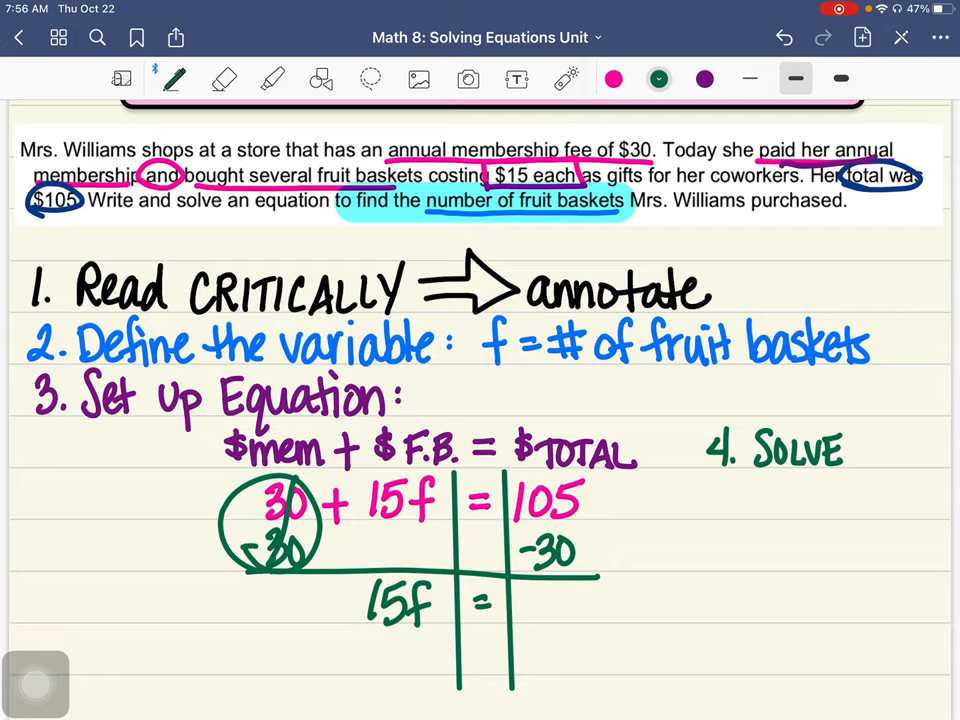 7:56 AM Thu Oct 22
47%
Math 8: Solving Equations Unit
Mrs. Williams shops at a store that has an annual membership fee of $30. Today she paid her annual
membership and bought several fruit baskets costing $15 each as gifts for her coworkers. Her total was
$105. Write and solve an equation to find the number of fruit baskets Mrs. Williams purchased.
1. Read CRITICALLY ⇒ annotate
2. Define the variable: f = # of fruit baskets
3. Set up Equation:
$mem + $ F.B. = $TOTAL
4. SOLVE
30 + 15f = 105
-30 -30
15f =